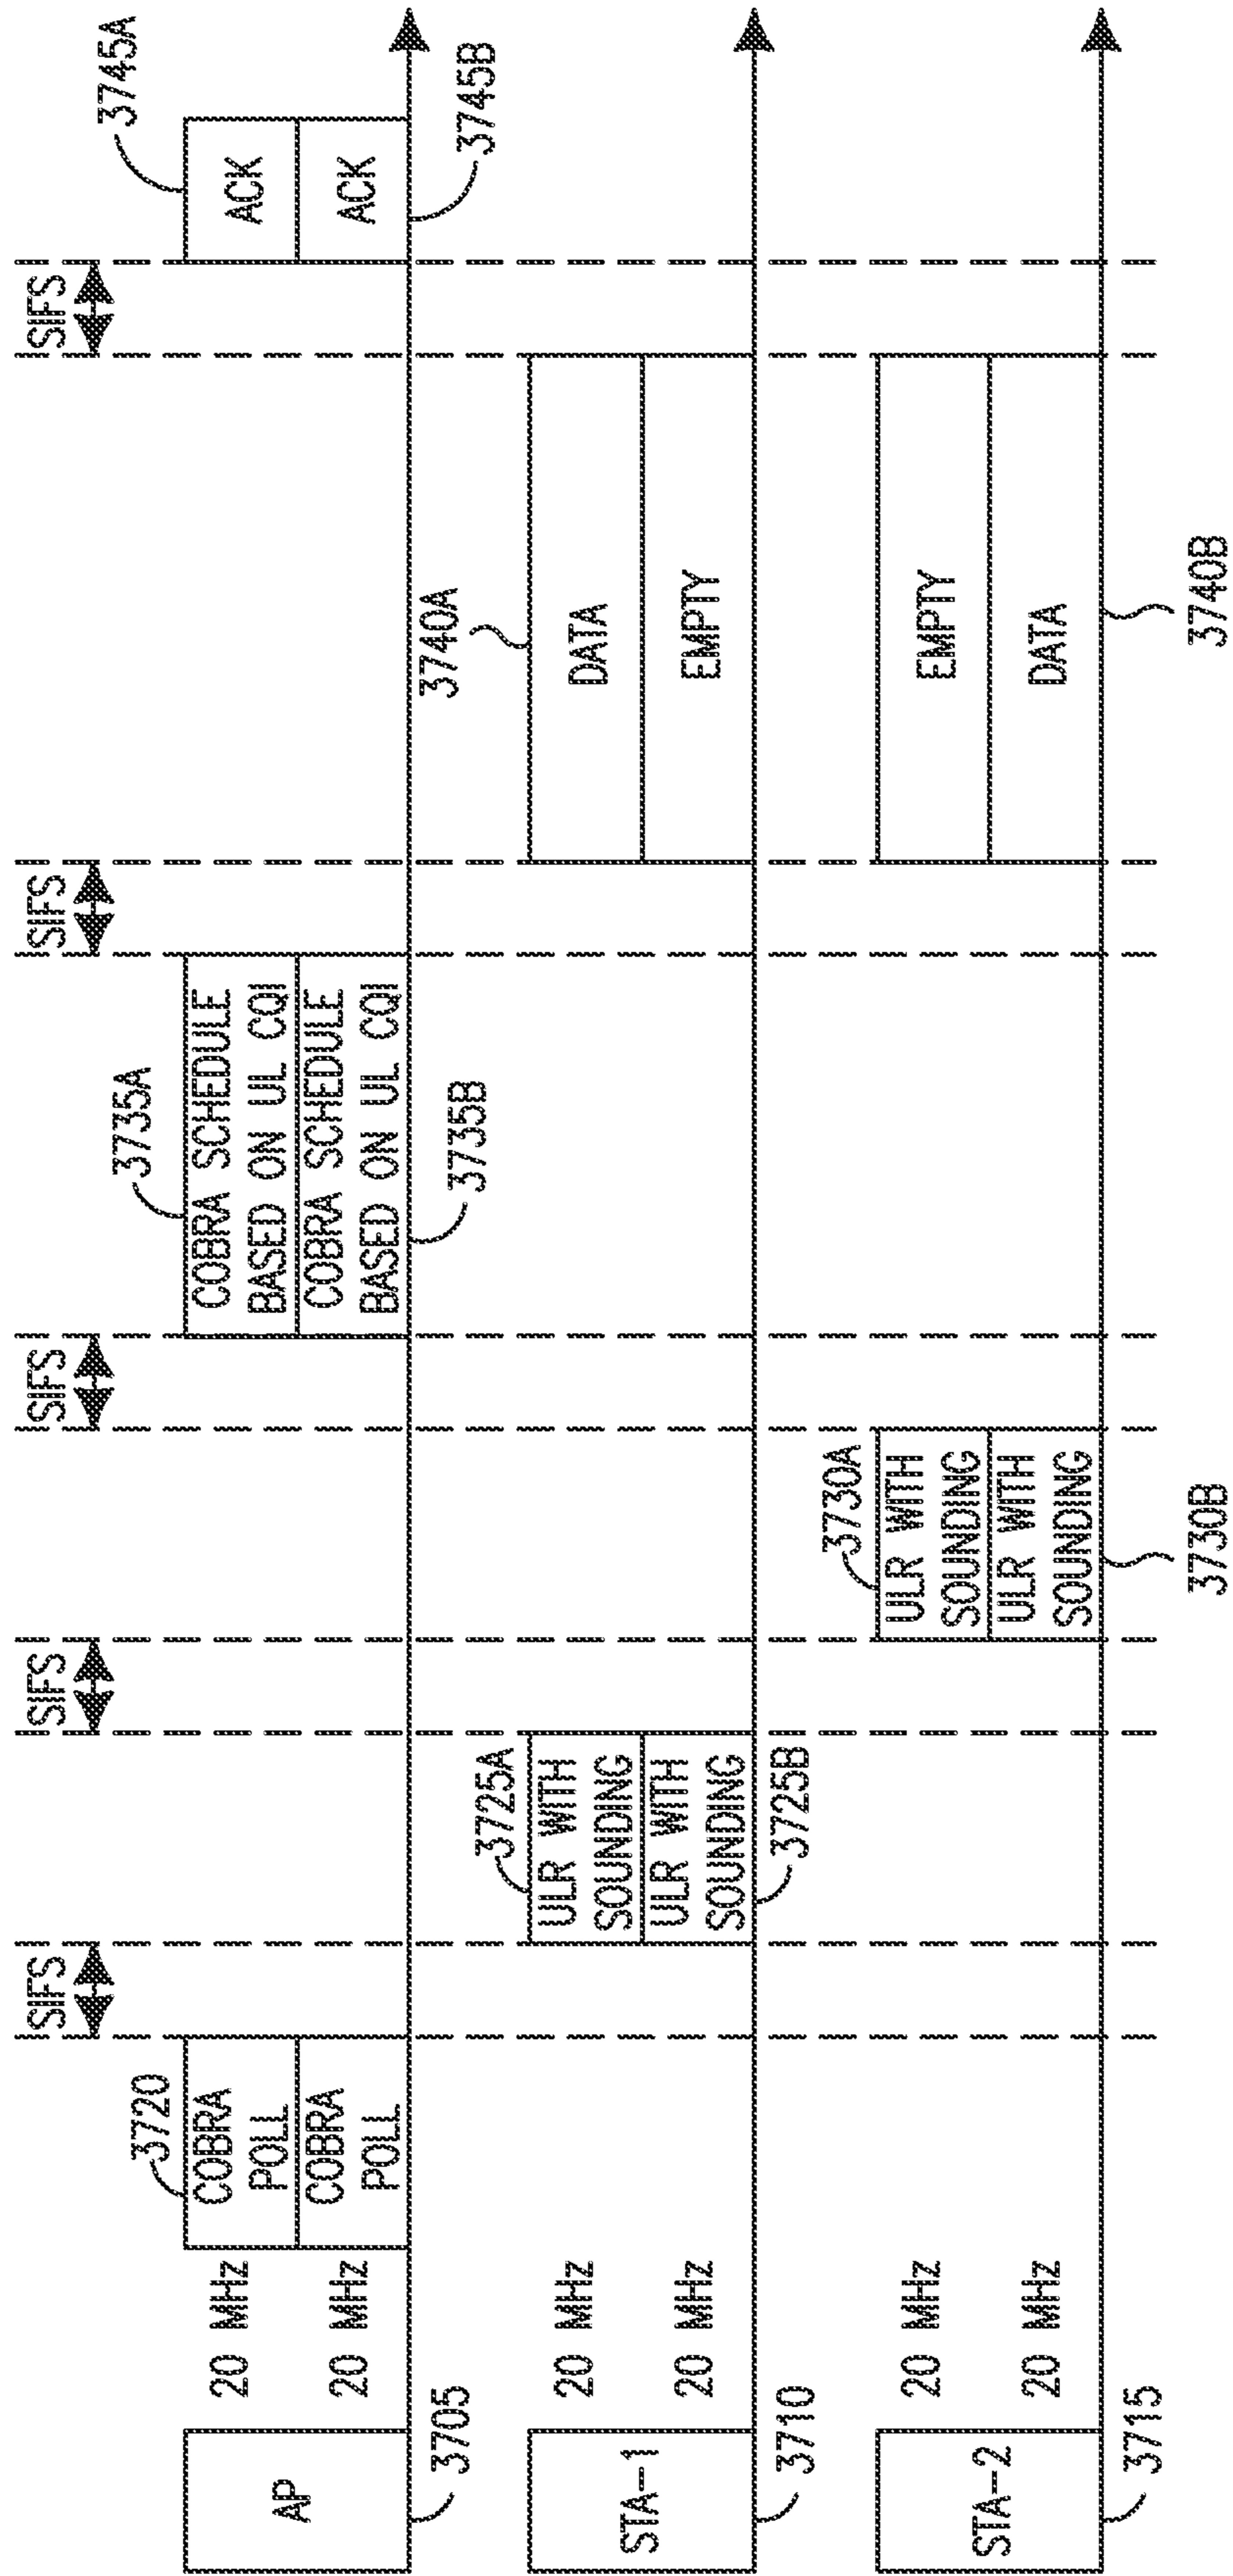 SIFS
SIFS
SIFS
SIFS
SIFS
AP
3705
20 MHz
20 MHz
3720
COBRA
POLL
COBRA
POLL
3735A
COBRA SCHEDULE
BASED ON UL CQI
COBRA SCHEDULE
BASED ON UL CQI
3735B
3745A
ACK
ACK
3745B
STA-1
3710
20 MHz
20 MHz
3725A
ULR WITH
SOUNDING
ULR WITH
SOUNDING
3725B
3740A
DATA
EMPTY
STA-2
3715
20 MHz
20 MHz
3730A
ULR WITH
SOUNDING
ULR WITH
SOUNDING
3730B
EMPTY
DATA
3740B